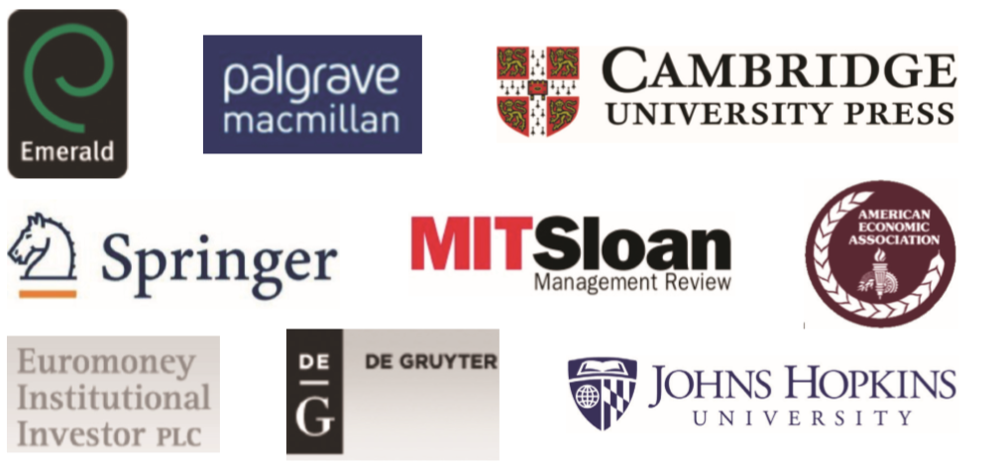 Emerald
palgrave
macmillan
CAMBRIDGE
UNIVERSITY PRESS
Springer
MITSloan
Management Review
AMERICAN
ECONOMIC
ASSOCIATION
Euromoney
Institutional
Investor PLC
DE
G
DE GRUYTER
JOHNS HOPKINS
UNIVERSITY